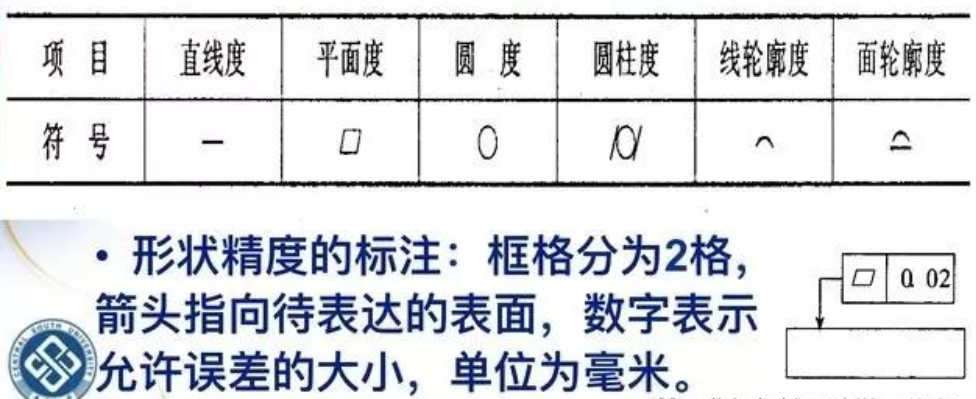 项 目 直线度 平面度 圆 度 圆柱度 线轮廓度 面轮廓度
符 号 — ▱ ○ ⌭ ⌒ ⌓
• 形状精度的标注：框格分为2格，
箭头指向待表达的表面，数字表示
允许误差的大小，单位为毫米。
▱ 0.02
CENTRAL SOUTH UNIVERSITY